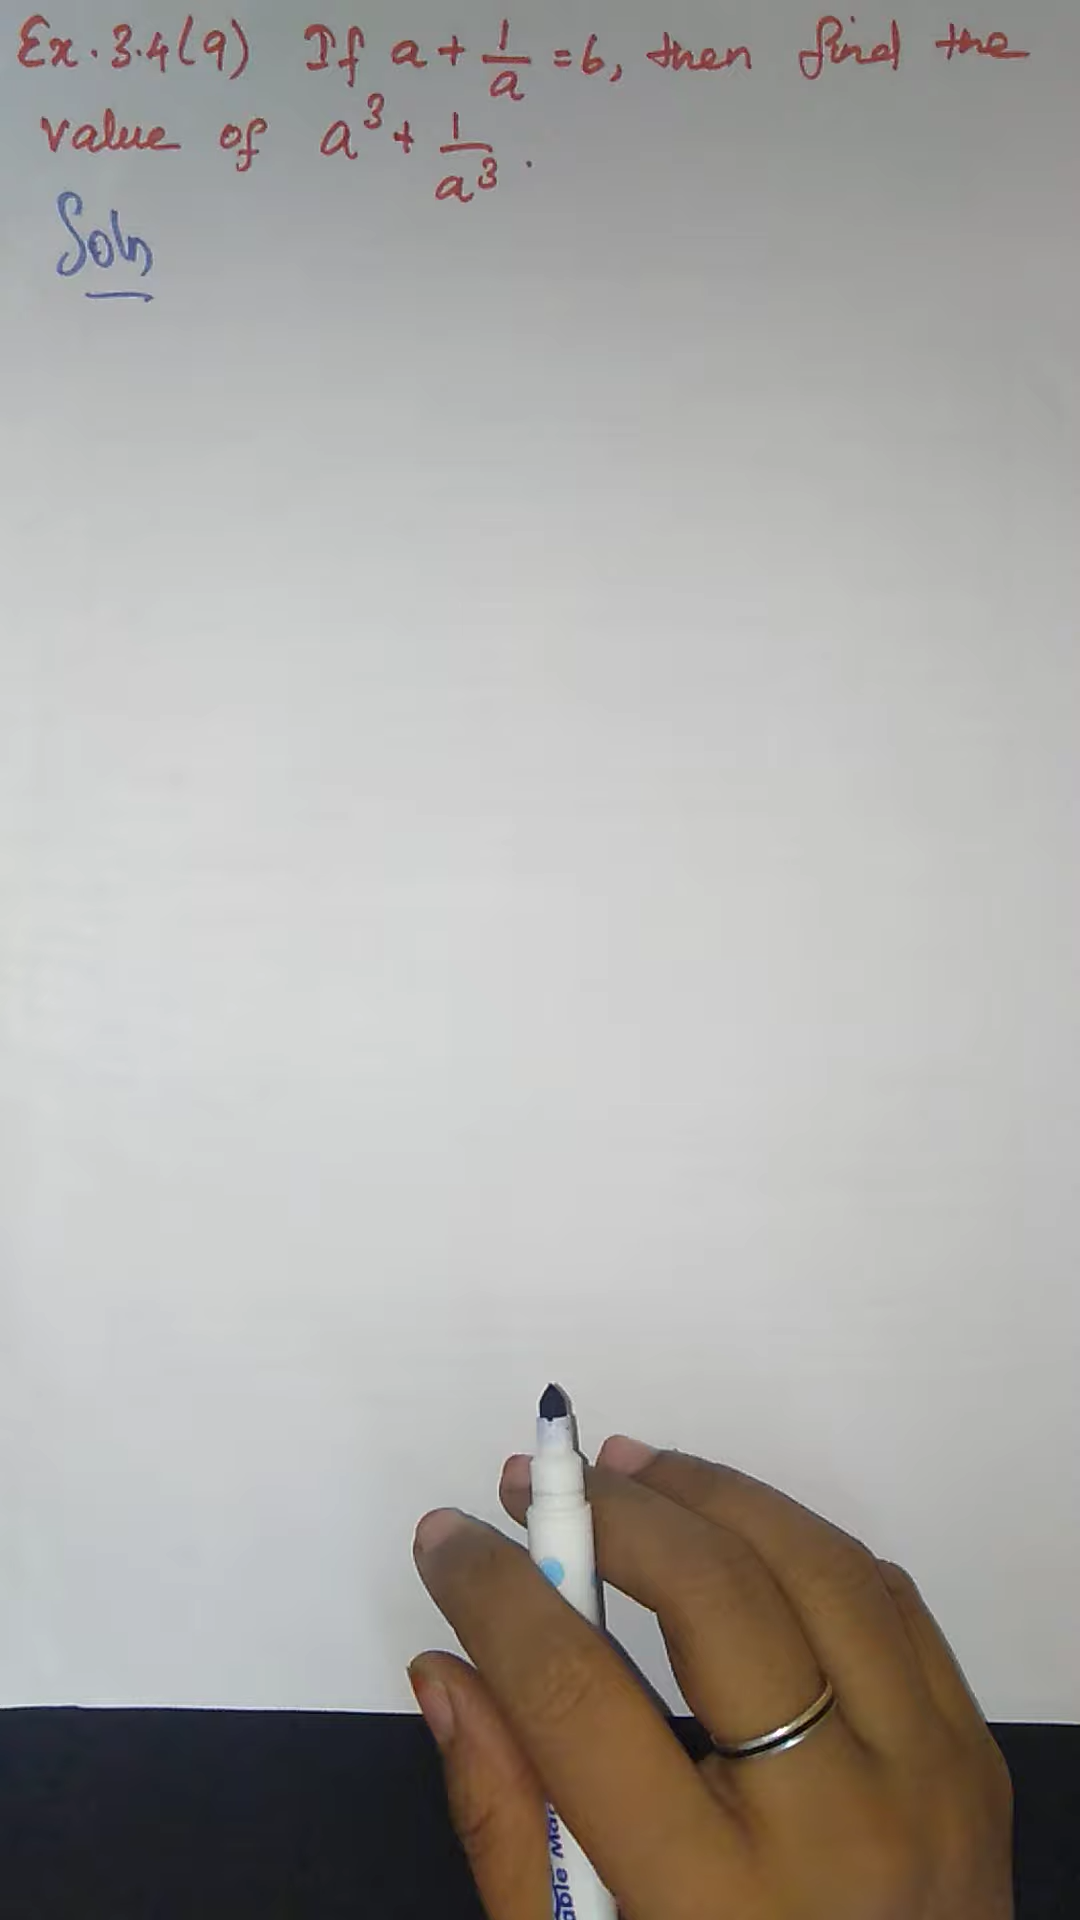 Ex. 3.4(9) If a + 1/a = 6, then find the
value of a³ + 1/a³.
Soln